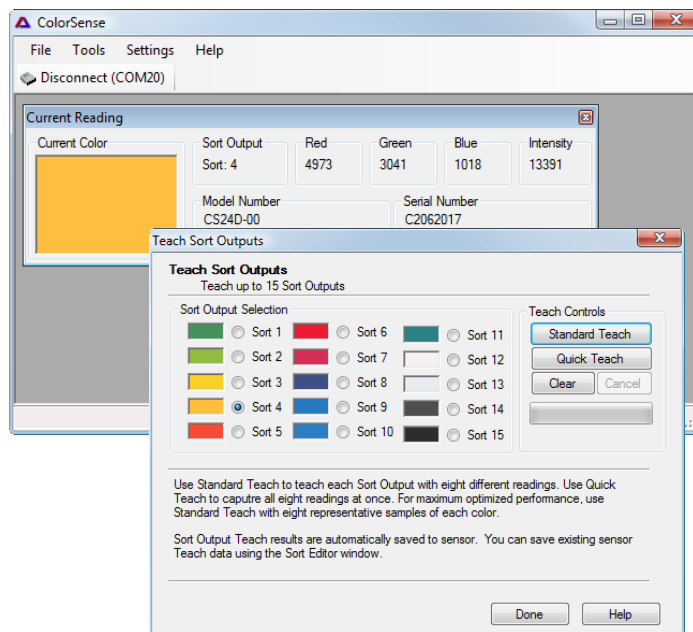 ColorSense
File Tools Settings Help
Disconnect (COM20)
Current Reading
Current Color
Sort Output Red Green Blue Intensity
Sort: 4 4973 3041 1018 13391
Model Number Serial Number
CS24D-00 C2062017
Teach Sort Outputs
Teach Sort Outputs
Teach up to 15 Sort Outputs
Sort Output Selection
Sort 1 Sort 6 Sort 11
Sort 2 Sort 7 Sort 12
Sort 3 Sort 8 Sort 13
Sort 4 Sort 9 Sort 14
Sort 5 Sort 10 Sort 15
Teach Controls
Standard Teach
Quick Teach
Clear Cancel
Use Standard Teach to teach each Sort Output with eight different readings. Use Quick
Teach to caputre all eight readings at once. For maximum optimized performance, use
Standard Teach with eight representative samples of each color.
Sort Output Teach results are automatically saved to sensor. You can save existing sensor
Teach data using the Sort Editor window.
Done Help